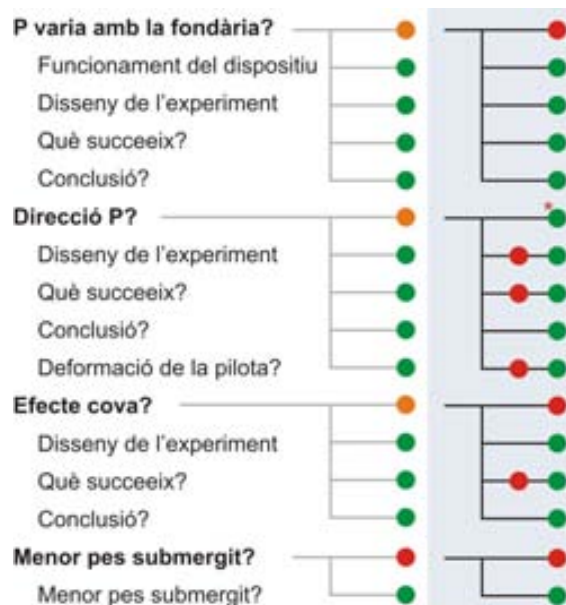 P varia amb la fondària?
Funcionament del dispositiu
Disseny de l'experiment
Què succeeix?
Conclusió?
*
Direcció P?
Disseny de l'experiment
Què succeeix?
Conclusió?
Deformació de la pilota?
Efecte cova?
Disseny de l'experiment
Què succeeix?
Conclusió?
Menor pes submergit?
Menor pes submergit?